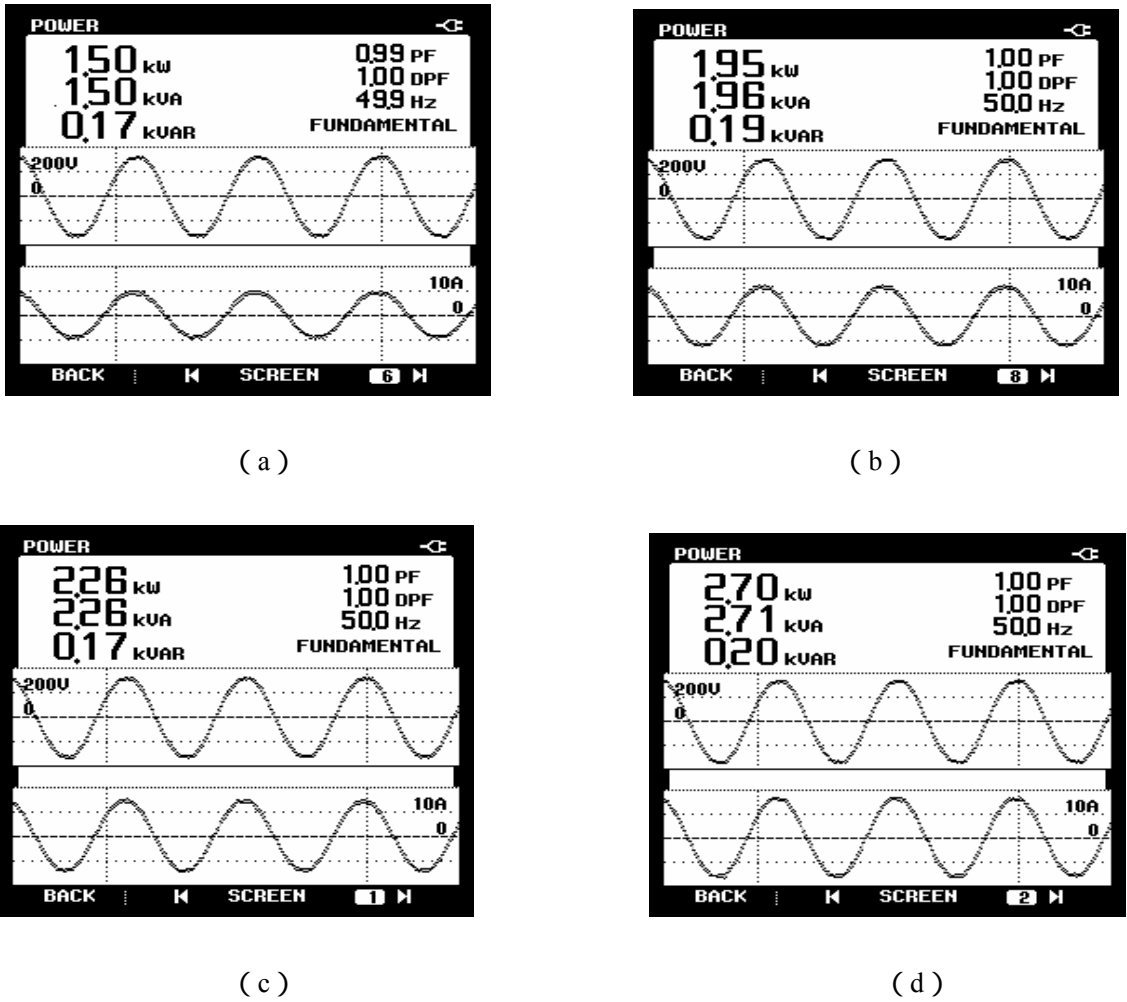 POWER
1.50 kW 0.99 PF
1.50 kVA 1.00 DPF
0.17 kVAR 49.9 Hz
FUNDAMENTAL
200V
0
10A
0
BACK SCREEN 6
(a)
POWER
1.95 kW 1.00 PF
1.96 kVA 1.00 DPF
0.19 kVAR 50.0 Hz
FUNDAMENTAL
200V
0
10A
0
BACK SCREEN 8
(b)
POWER
2.26 kW 1.00 PF
2.26 kVA 1.00 DPF
0.17 kVAR 50.0 Hz
FUNDAMENTAL
200V
0
10A
0
BACK SCREEN 1
(c)
POWER
2.70 kW 1.00 PF
2.71 kVA 1.00 DPF
0.20 kVAR 50.0 Hz
FUNDAMENTAL
200V
0
10A
0
BACK SCREEN 2
(d)